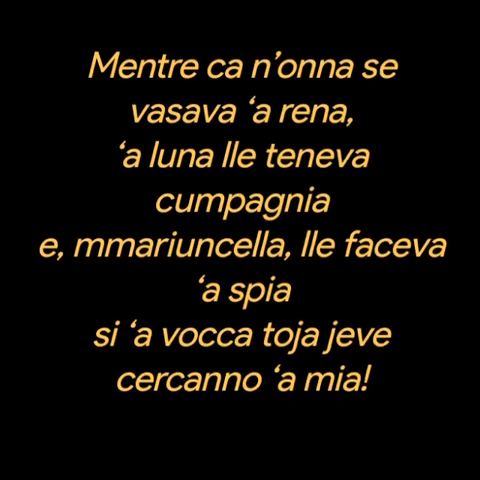 Mentre ca n’onna se
vasava ‘a rena,
‘a luna lle teneva
cumpagnia
e, mmariuncella, lle faceva
‘a spia
si ‘a vocca toja jeve
cercanno ‘a mia!